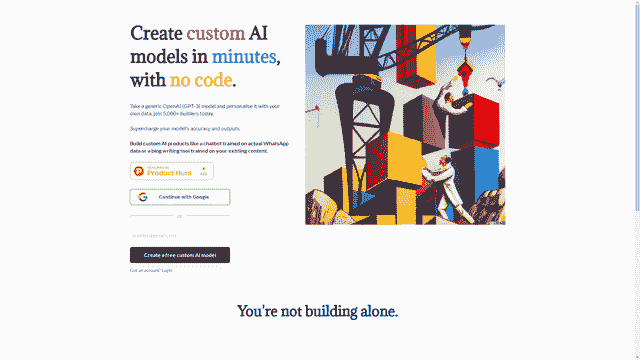 Create custom AI
models in minutes,
with no code.
Take a generic OpenAI (GPT-3) model and personalise it with your
own data. Join 5,000+ builders today.
Supercharge your model's accuracy and outputs.
Build custom AI products like a chatbot trained on actual WhatsApp
data or a blog writing tool trained on your existing content.
Product Hunt
Continue with Google
OR
Create a free custom AI model
Got an account? Login
You're not building alone.